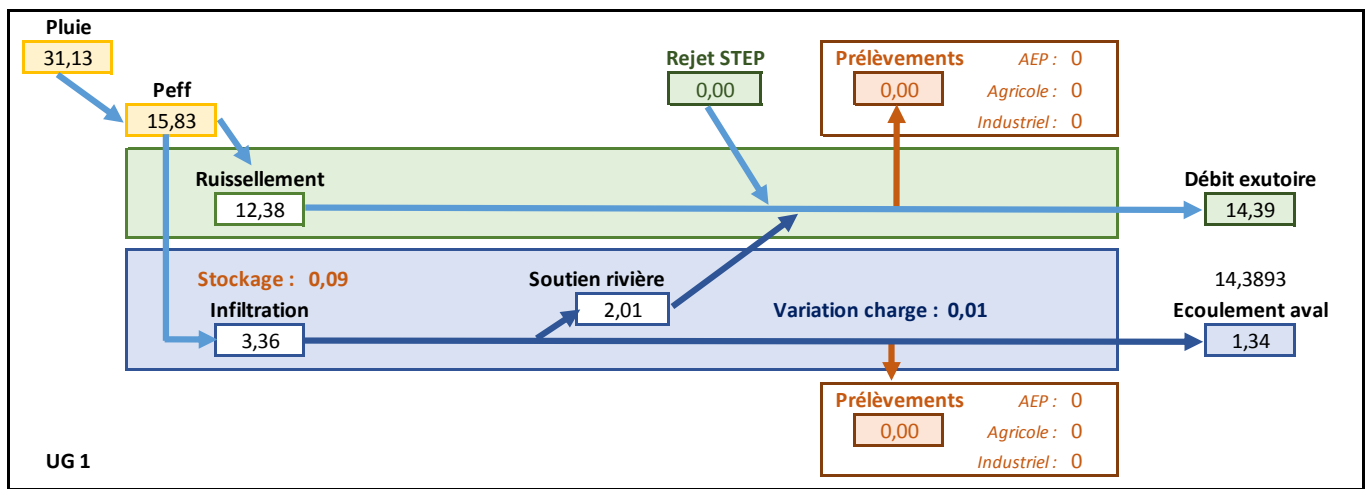 Pluie
31,13
Peff
15,83
Rejet STEP
0,00
Prélèvements
0,00
AEP : 0
Agricole : 0
Industriel : 0
Ruissellement
12,38
Débit exutoire
14,39
Stockage : 0,09
Infiltration
3,36
Soutien rivière
2,01
Variation charge : 0,01
14,3893
Ecoulement aval
1,34
Prélèvements
0,00
AEP : 0
Agricole : 0
Industriel : 0
UG 1